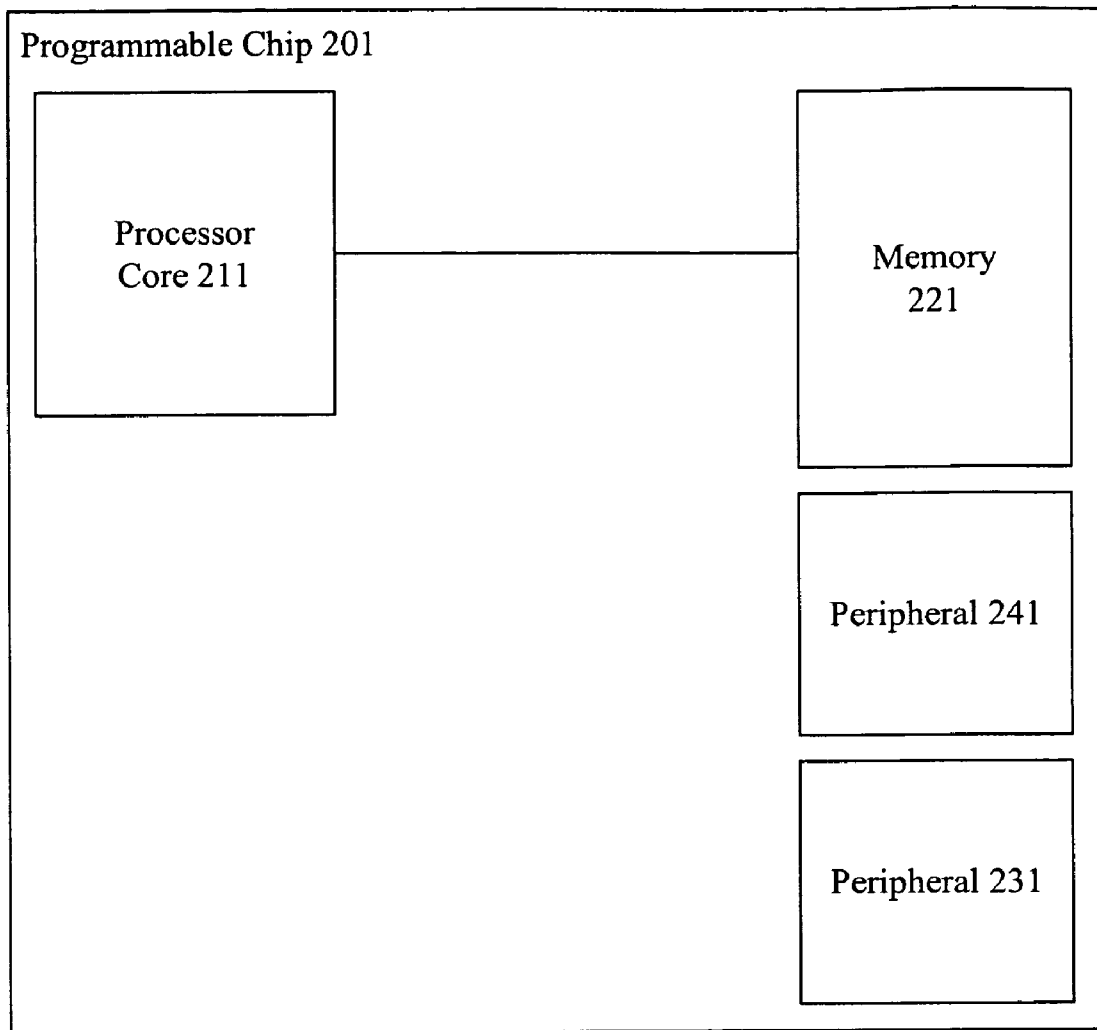 Programmable Chip 201
Processor
Core 211
Memory
221
Peripheral 241
Peripheral 231